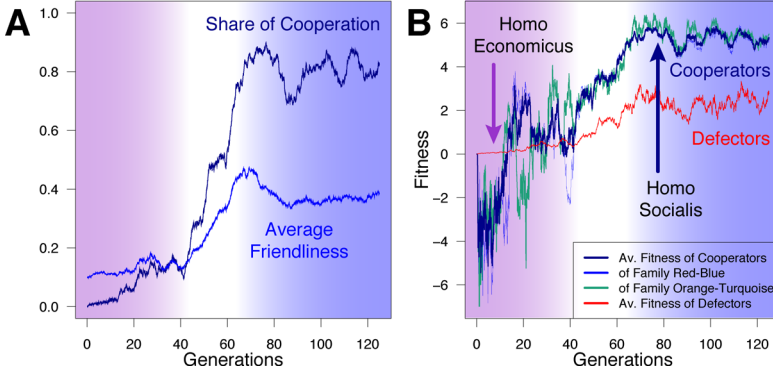 A
1.0
0.8
0.6
0.4
0.2
0.0
Share of Cooperation
Average
Friendliness
0 20 40 60 80 100 120
Generations
B
Fitness
6
4
2
0
−2
−4
−6
Homo
Economicus
Cooperators
Defectors
Homo
Socialis
Av. Fitness of Cooperators
of Family Red-Blue
of Family Orange-Turquoise
Av. Fitness of Defectors
0 20 40 60 80 100 120
Generations